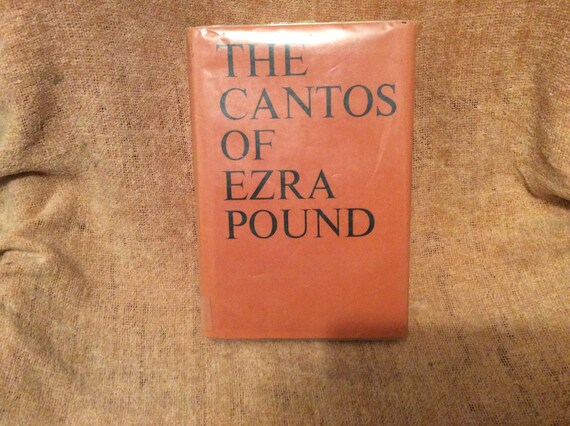 THE
CANTOS
OF
EZRA
POUND